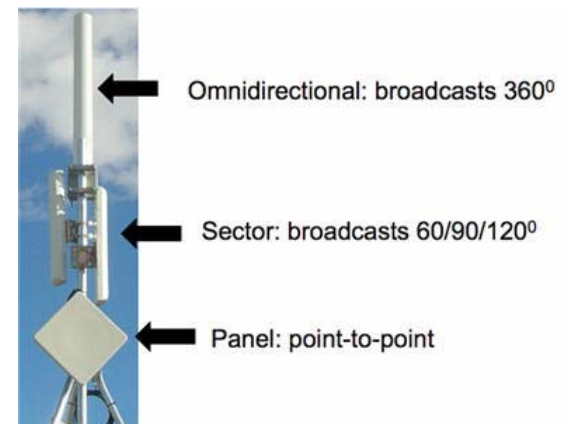 Omnidirectional: broadcasts 360⁰
Sector: broadcasts 60/90/120⁰
Panel: point-to-point